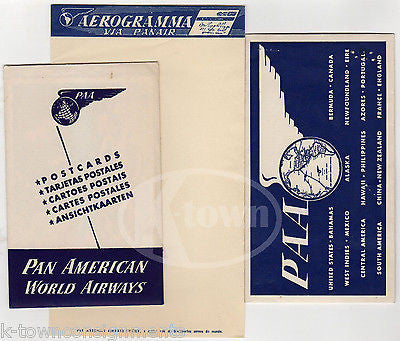 PAA
★ POSTCARDS
★ TARJETAS POSTALES
★ CARTOES POSTAIS
★ CARTES POSTALES
★ ANSICHTKAARTEN
PAN AMERICAN
WORLD AIRWAYS
AEROGRAMMA
VIA PANAIR
PAA
UNITED STATES • BAHAMAS • BERMUDA • CANADA
WEST INDIES • MEXICO ALASKA NEWFOUNDLAND • EIRE
CENTRAL AMERICA HAWAII • PHILIPPINES AZORES • PORTUGAL
SOUTH AMERICA CHINA • NEW ZEALAND FRANCE • ENGLAND
k-town
k-townconsignments.com